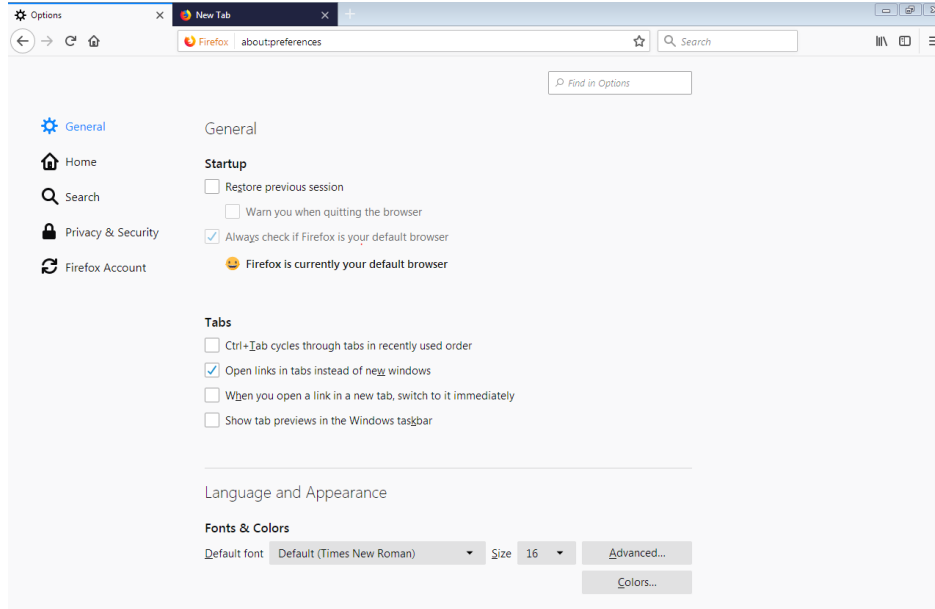 Options
New Tab
Firefox about:preferences
Search
Find in Options
General
Home
Search
Privacy & Security
Firefox Account
General
Startup
Restore previous session
Warn you when quitting the browser
Always check if Firefox is your default browser
Firefox is currently your default browser
Tabs
Ctrl+Tab cycles through tabs in recently used order
Open links in tabs instead of new windows
When you open a link in a new tab, switch to it immediately
Show tab previews in the Windows taskbar
Language and Appearance
Fonts & Colors
Default font Default (Times New Roman) Size 16 Advanced...
Colors...